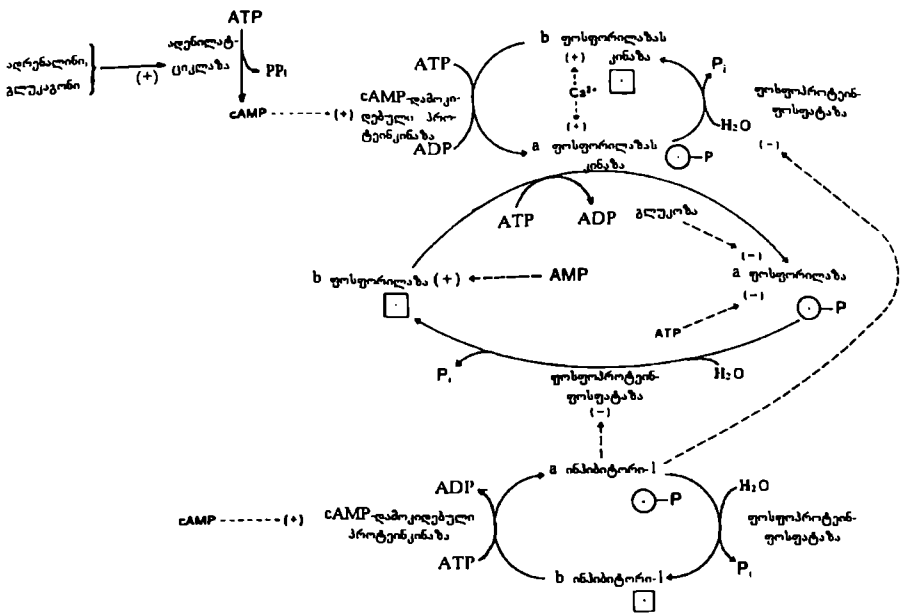 ATP
ადრენალინი,
გლუკაგონი
(+)
ადენილატ-
ციკლაზა
PPi
cAMP
(+)
ATP
cAMP-დამოკი-
დებული პრო-
ტეინკინაზა
ADP
b ფოსფორილაზას
კინაზა
(+)
Ca²⁺
(+)
a ფოსფორილაზას
კინაზა
P
Pi
H₂O
ფოსფოპროტეინ-
ფოსფატაზა
(-)
ATP
ADP
გლუკოზა
(-)
b ფოსფორილაზა (+)
AMP
a ფოსფორილაზა
(-)
P
ATP
Pi
H₂O
ფოსფოპროტეინ-
ფოსფატაზა
(-)
a ინჰიბიტორი-1
P
ADP
H₂O
cAMP
(+)
cAMP-დამოკიდებული
პროტეინკინაზა
ფოსფოპროტეინ-
ფოსფატაზა
ATP
Pi
b ინჰიბიტორი-1